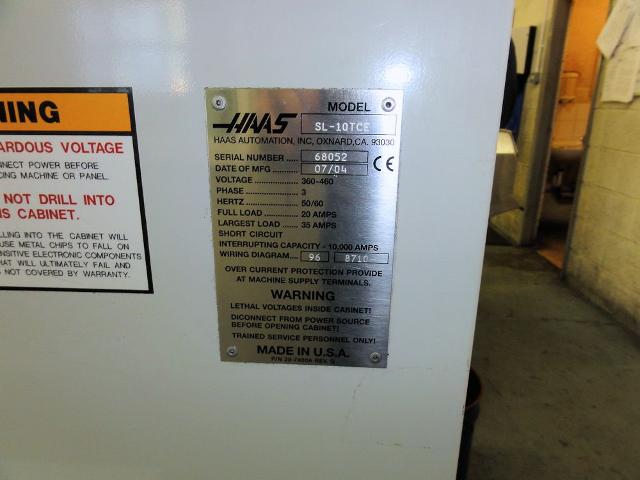 NING
ARDOUS VOLTAGE
NECT POWER BEFORE
CING MACHINE OR PANEL.
NOT DRILL INTO
IS CABINET.
LLING INTO THE CABINET WILL
USE METAL CHIPS TO FALL ON
NSITIVE ELECTRONIC COMPONENTS
HAT WILL ULTIMATELY FAIL AND
S NOT COVERED BY WARRANTY.
MODEL
HAAS SL-10TCE
HAAS AUTOMATION, INC, OXNARD, CA. 93030
SERIAL NUMBER .... 68052
DATE OF MFG ..... 07/04 CE
VOLTAGE ................. 360-460
PHASE ..................... 3
HERTZ ..................... 50/60
FULL LOAD ............. 20 AMPS
LARGEST LOAD ...... 35 AMPS
SHORT CIRCUIT
INTERRUPTING CAPACITY - 10,000 AMPS
WIRING DIAGRAM.... 96 8710
OVER CURRENT PROTECTION PROVIDE
AT MACHINE SUPPLY TERMINALS.
WARNING
LETHAL VOLTAGES INSIDE CABINET!
DICONNECT FROM POWER SOURCE
BEFORE OPENING CABINET!
TRAINED SERVICE PERSONNEL ONLY!
MADE IN U.S.A.